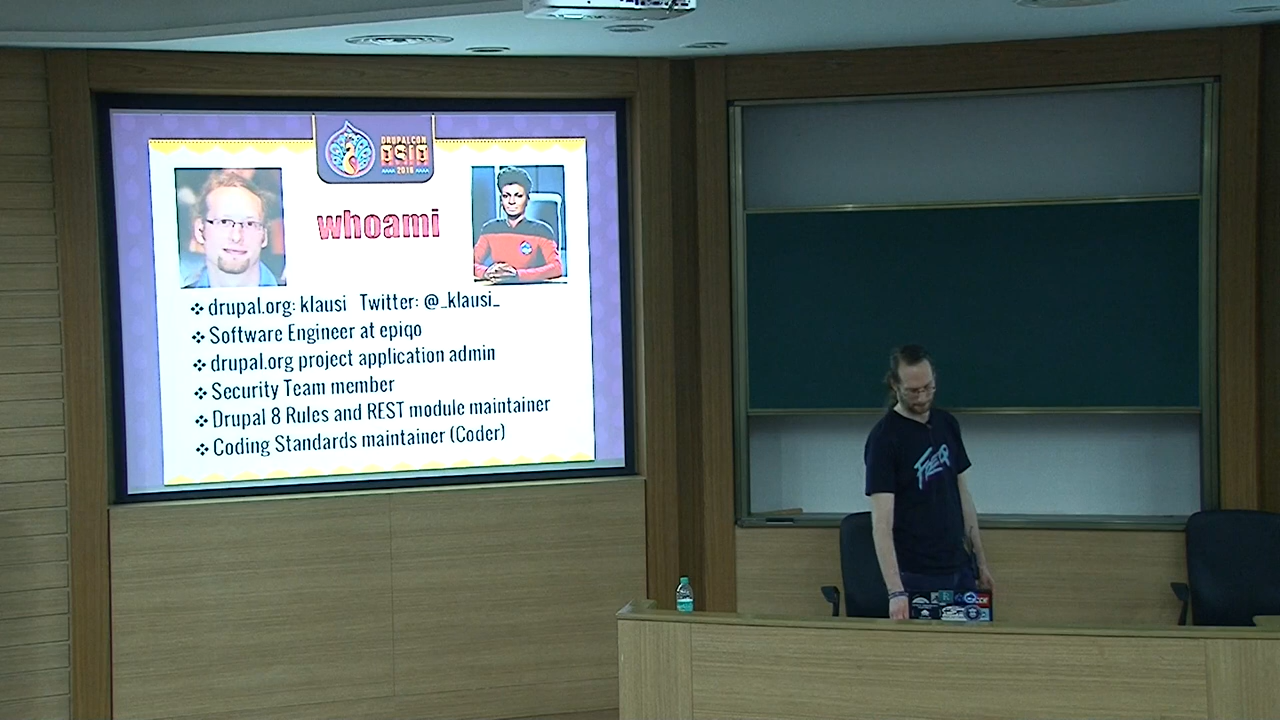 DRUPALCON
ASIA
2016
whoami
❖ drupal.org: klausi Twitter: @_klausi_
❖ Software Engineer at epiqo
❖ drupal.org project application admin
❖ Security Team member
❖ Drupal 8 Rules and REST module maintainer
❖ Coding Standards maintainer (Coder)